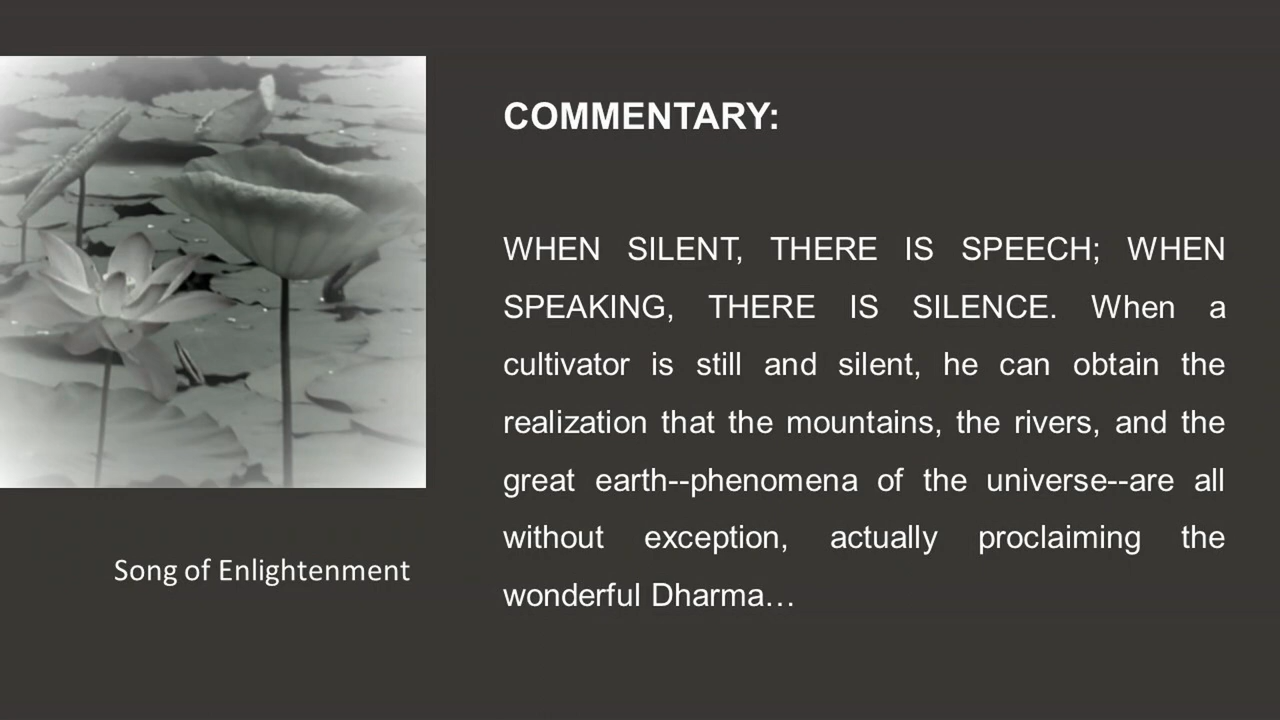 COMMENTARY:
WHEN SILENT, THERE IS SPEECH; WHEN
SPEAKING, THERE IS SILENCE. When a
cultivator is still and silent, he can obtain the
realization that the mountains, the rivers, and the
great earth--phenomena of the universe--are all
without exception, actually proclaiming the
wonderful Dharma…
Song of Enlightenment